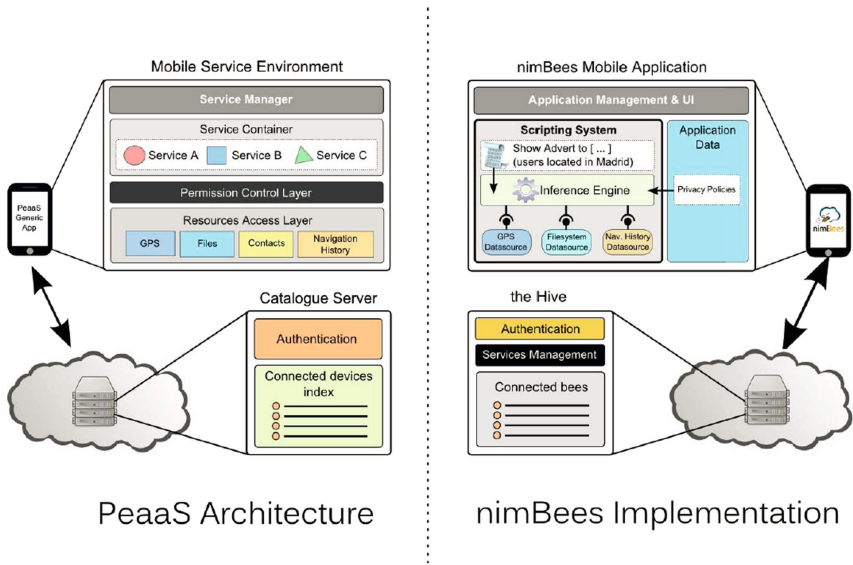 Mobile Service Environment
Service Manager
Service Container
Service A
Service B
Service C
Permission Control Layer
Resources Access Layer
GPS
Files
Contacts
Navigation
History
PeaaS
Generic
App
Catalogue Server
Authentication
Connected devices
index
PeaaS Architecture
nimBees Mobile Application
Application Management & UI
Scripting System
Show Advert to [ ... ]
(users located in Madrid)
Inference Engine
GPS
Datasource
Filesystem
Datasource
Nav. History
Datasource
Application
Data
Privacy Policies
nimBees
the Hive
Authentication
Services Management
Connected bees
nimBees Implementation